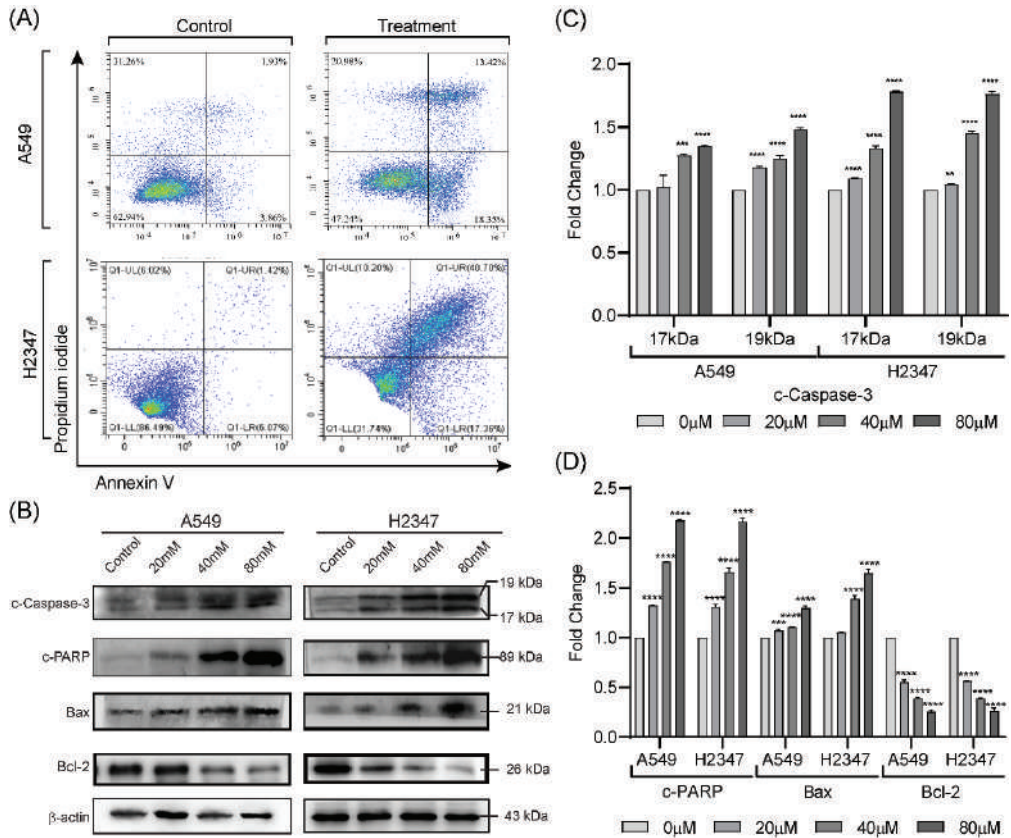 (A)
Control
Treatment
A549
31.26%
1.93%
20.98%
13.42%
62.94%
3.86%
47.24%
18.35%
H2347
Q1-UL(6.02%)
Q1-UR(1.42%)
Q1-UL(10.20%)
Q1-UR(40.70%)
Q1-LL(86.49%)
Q1-LR(6.07%)
Q1-LL(31.74%)
Q1-LR(17.36%)
Propidium iodide
Annexin V
(B)
A549
H2347
Control 20mM 40mM 80mM
Control 20mM 40mM 80mM
c-Caspase-3
19 kDa
17 kDa
c-PARP
89 kDa
Bax
21 kDa
Bcl-2
26 kDa
β-actin
43 kDa
(C)
Fold Change
2.0
1.5
1.0
0.5
0.0
*** ****
**** **** ****
**** **** ****
** **** ****
17kDa 19kDa 17kDa 19kDa
A549 H2347
c-Caspase-3
0μM 20μM 40μM 80μM
(D)
Fold Change
2.5
2.0
1.5
1.0
0.5
0.0
**** **** ****
**** **** ****
*** **** ****
**** ****
**** **** ****
**** **** ****
A549 H2347 A549 H2347 A549 H2347
c-PARP Bax Bcl-2
0μM 20μM 40μM 80μM